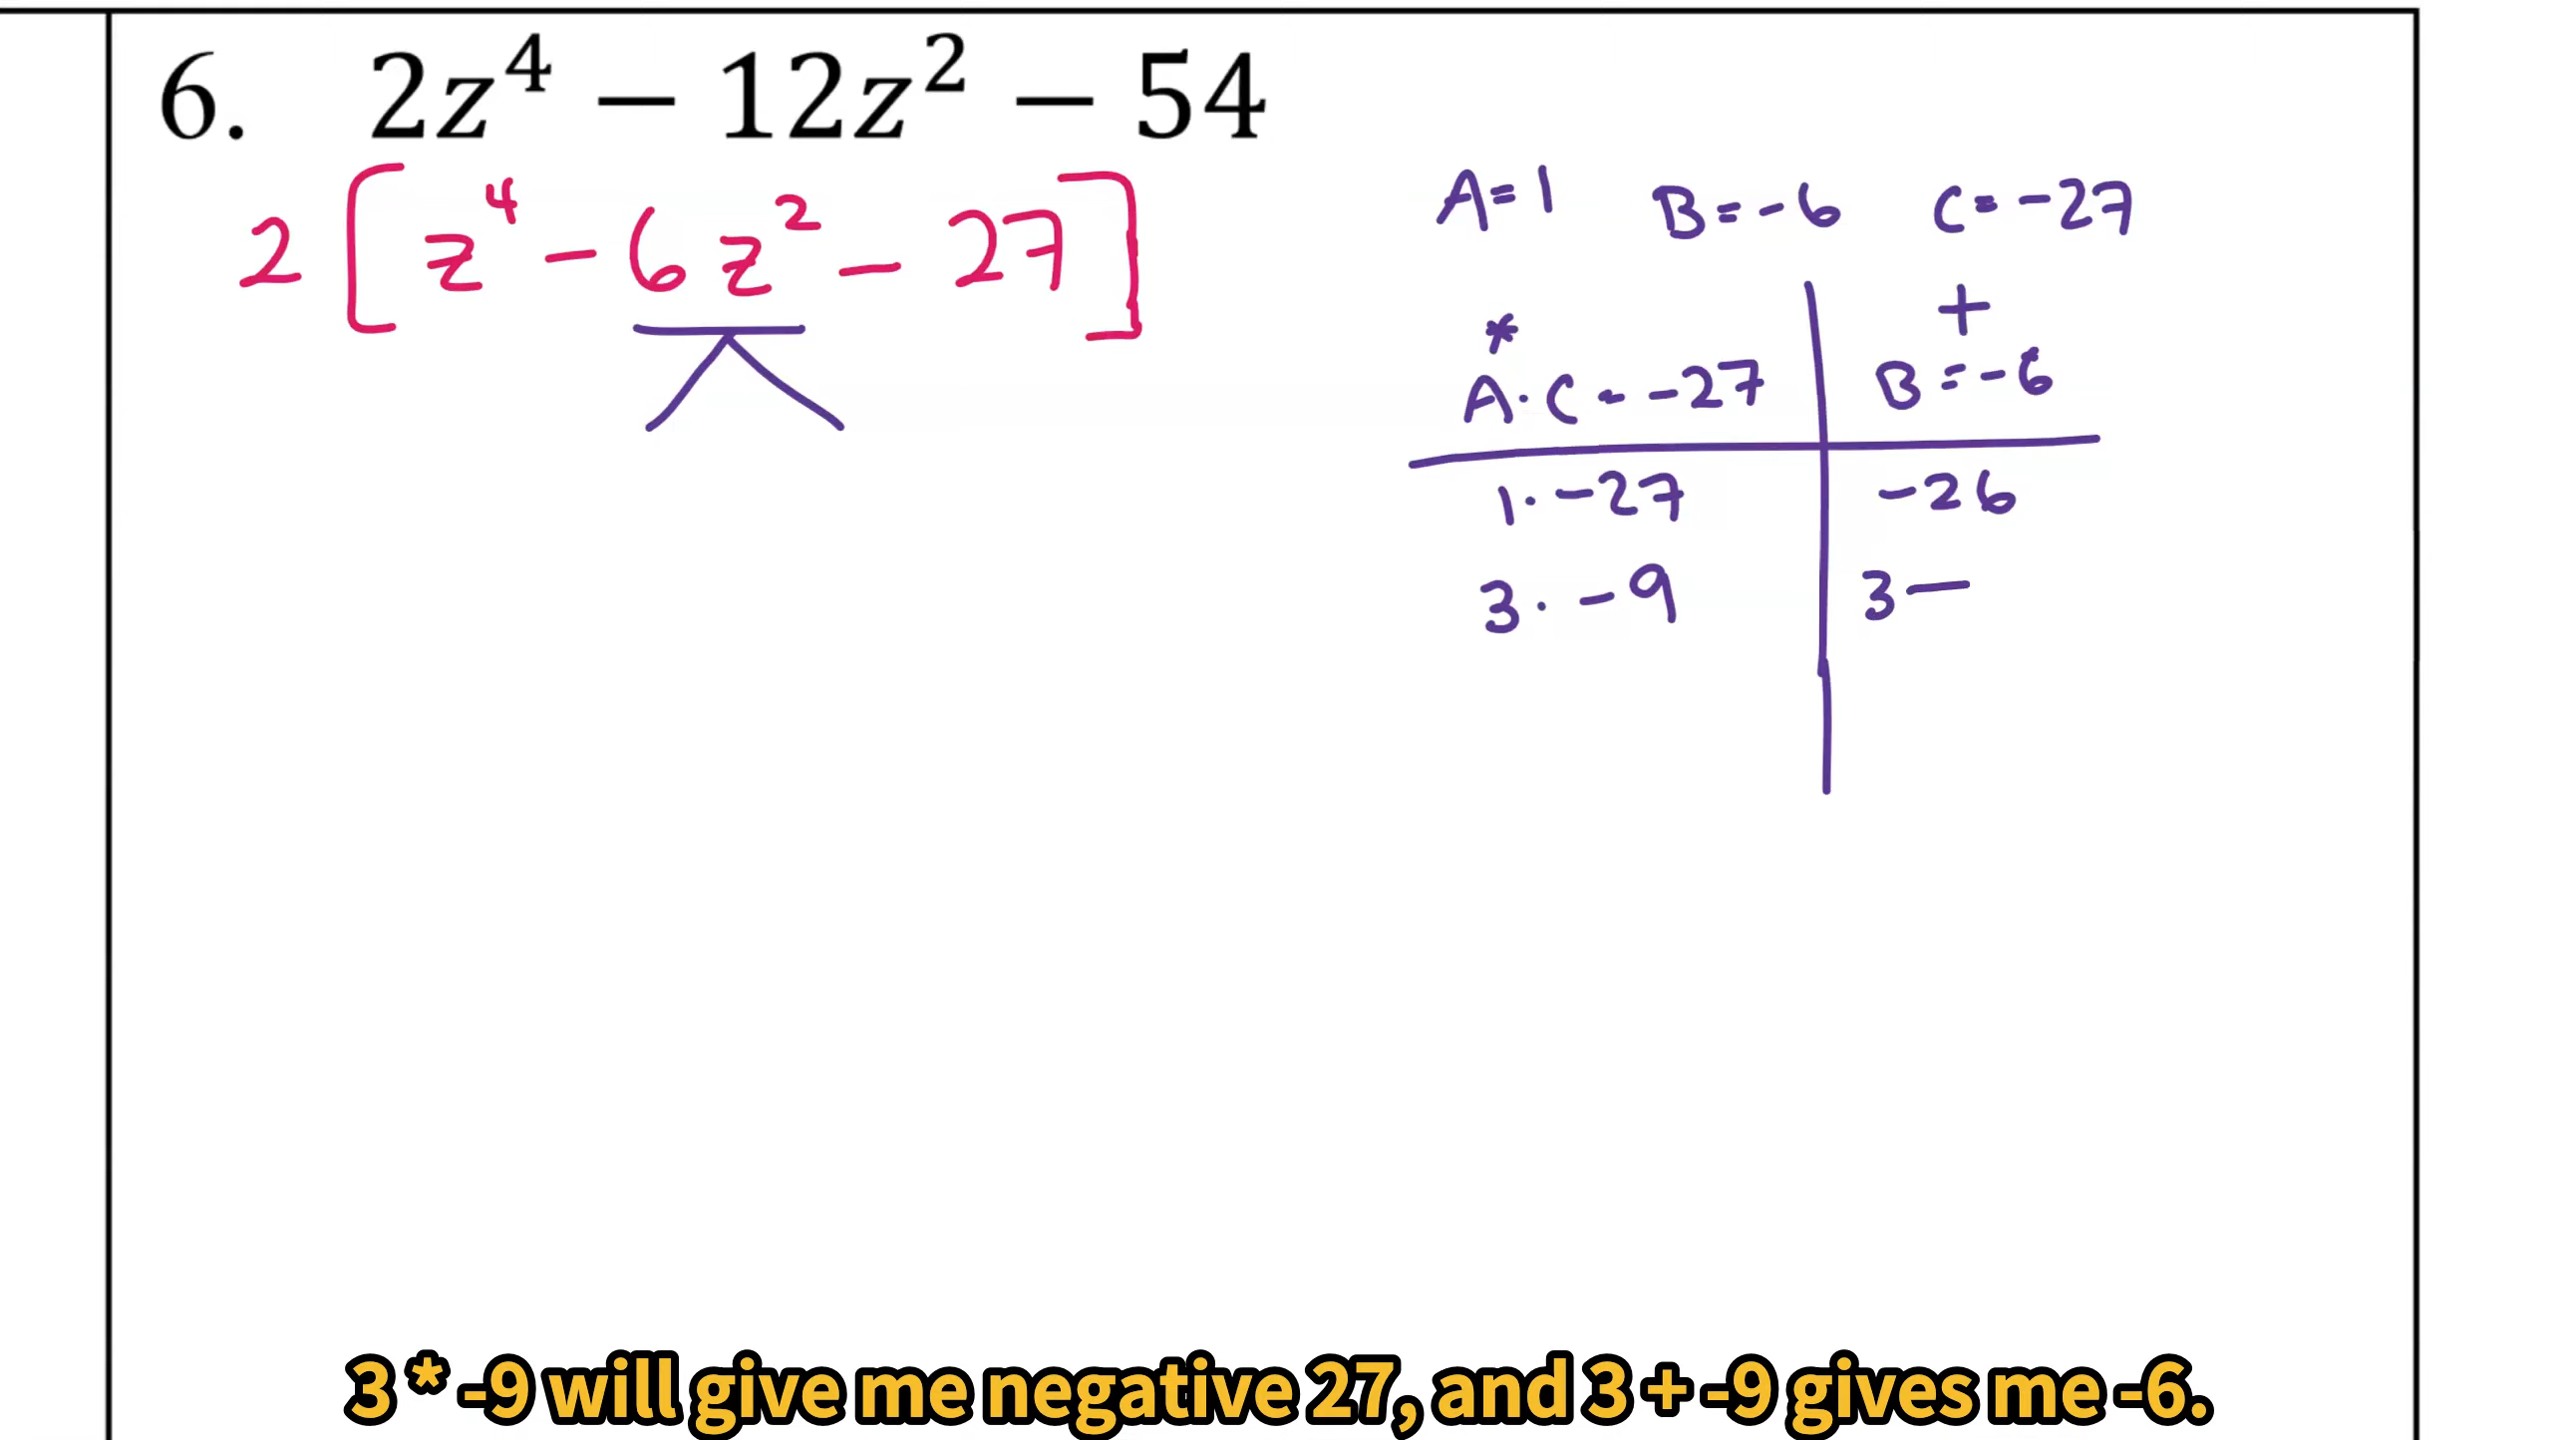 6. 2z⁴ − 12z² − 54
2 [z⁴ − 6z² − 27]
A=1 B=-6 C=-27
* +
A·C = -27 B = -6
1· -27 -26
3· -9 3 —
3 * -9 will give me negative 27, and 3 + -9 gives me -6.